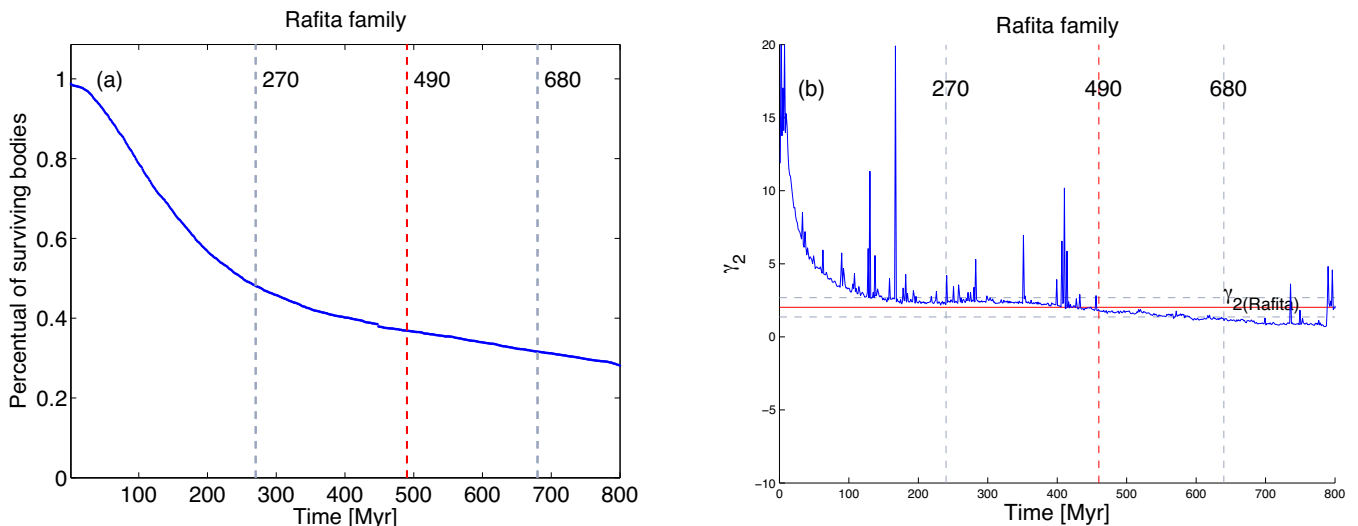 Rafita family
(a)
270
490
680
1
0.8
0.6
0.4
0.2
0
100 200 300 400 500 600 700 800
Time [Myr]
Percentual of surviving bodies
Rafita family
(b)
270
490
680
20
15
10
5
0
−5
−10
γ2
γ2(Rafita)
0 100 200 300 400 500 600 700 800
Time [Myr]